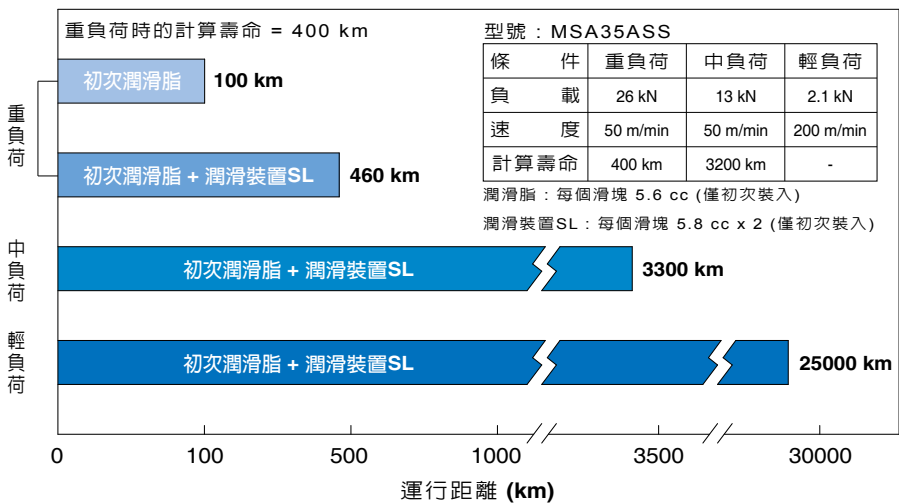 重負荷時的計算壽命 = 400 km
型號：MSA35ASS
條件 重負荷 中負荷 輕負荷
負載 26 kN 13 kN 2.1 kN
速度 50 m/min 50 m/min 200 m/min
計算壽命 400 km 3200 km -
潤滑脂：每個滑塊 5.6 cc (僅初次裝入)
潤滑裝置SL：每個滑塊 5.8 cc x 2 (僅初次裝入)
重負荷
初次潤滑脂 100 km
初次潤滑脂 + 潤滑裝置SL 460 km
中負荷
初次潤滑脂 + 潤滑裝置SL 3300 km
輕負荷
初次潤滑脂 + 潤滑裝置SL 25000 km
0 100 500 1000 3500 30000
運行距離 (km)